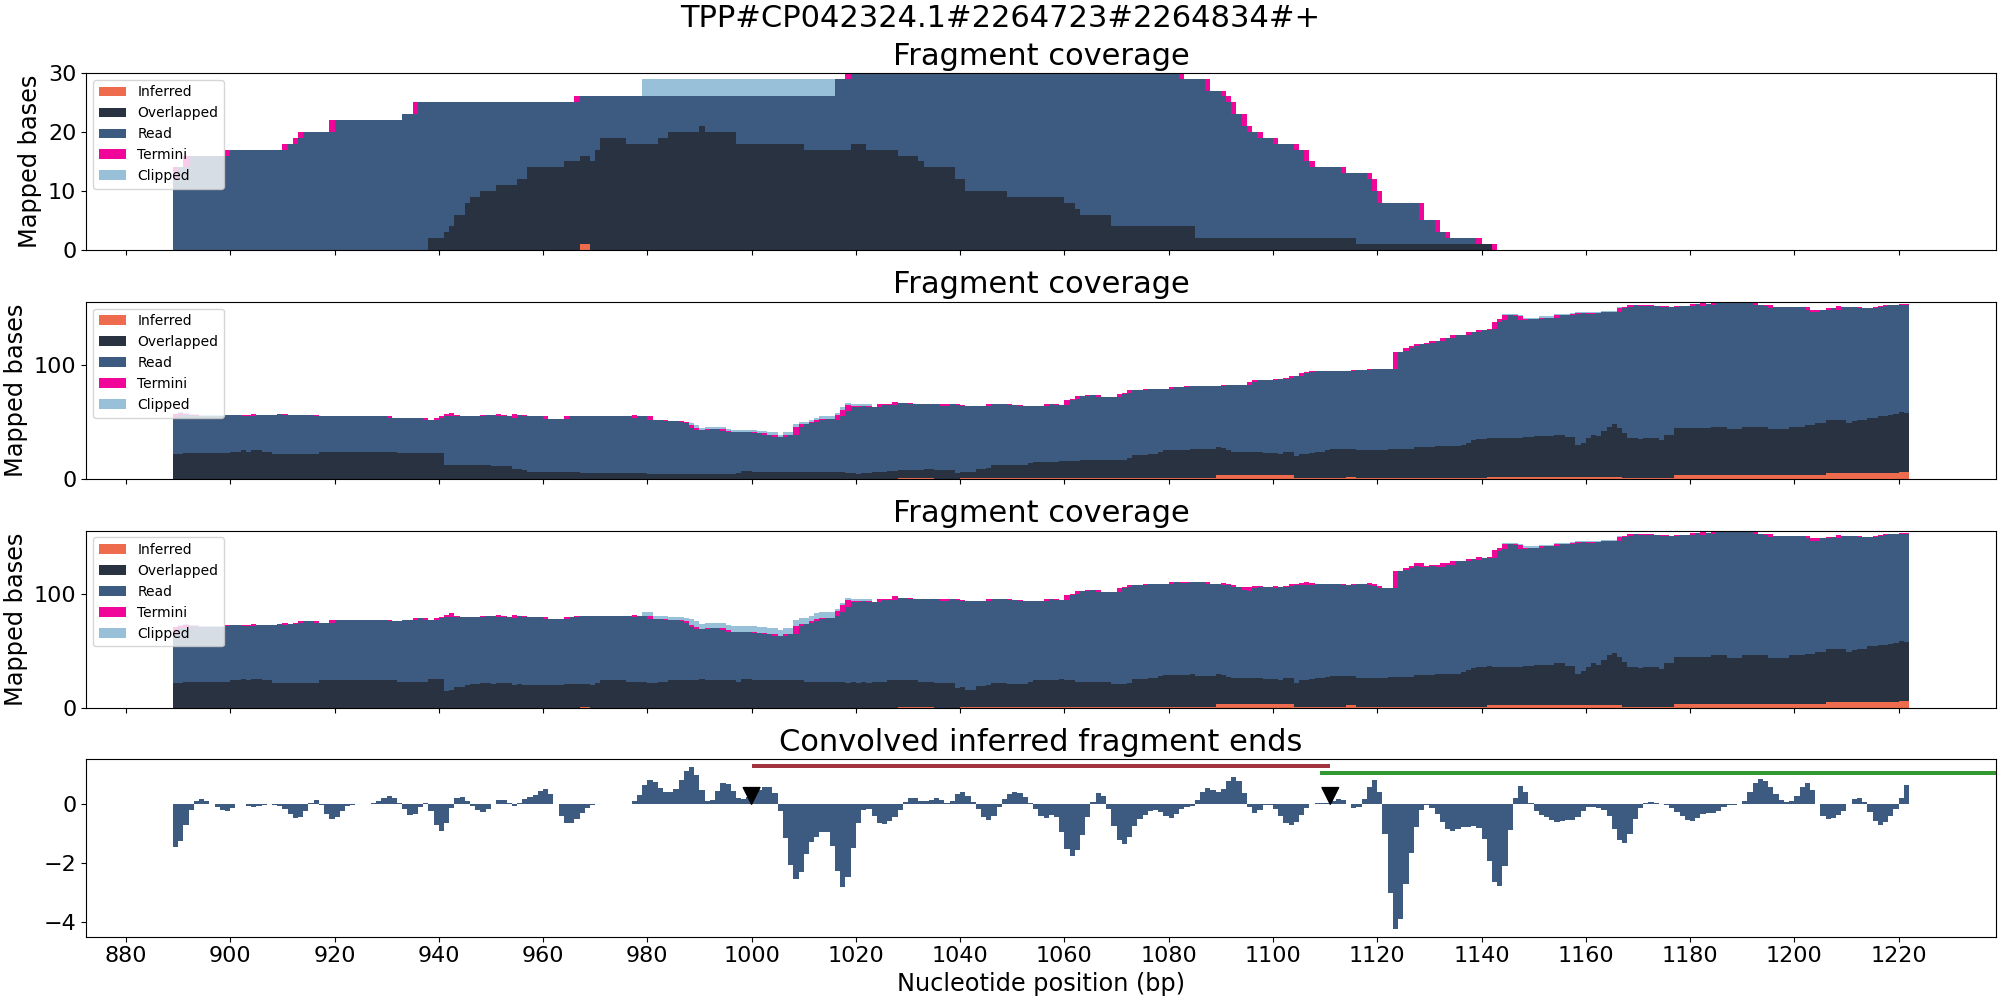 TPP#CP042324.1#2264723#2264834#+
Fragment coverage
Mapped bases
30
20
10
0
Inferred
Overlapped
Read
Termini
Clipped
Fragment coverage
Mapped bases
100
0
Inferred
Overlapped
Read
Termini
Clipped
Fragment coverage
Mapped bases
100
0
Inferred
Overlapped
Read
Termini
Clipped
Convolved inferred fragment ends
0
−2
−4
880 900 920 940 960 980 1000 1020 1040 1060 1080 1100 1120 1140 1160 1180 1200 1220
Nucleotide position (bp)